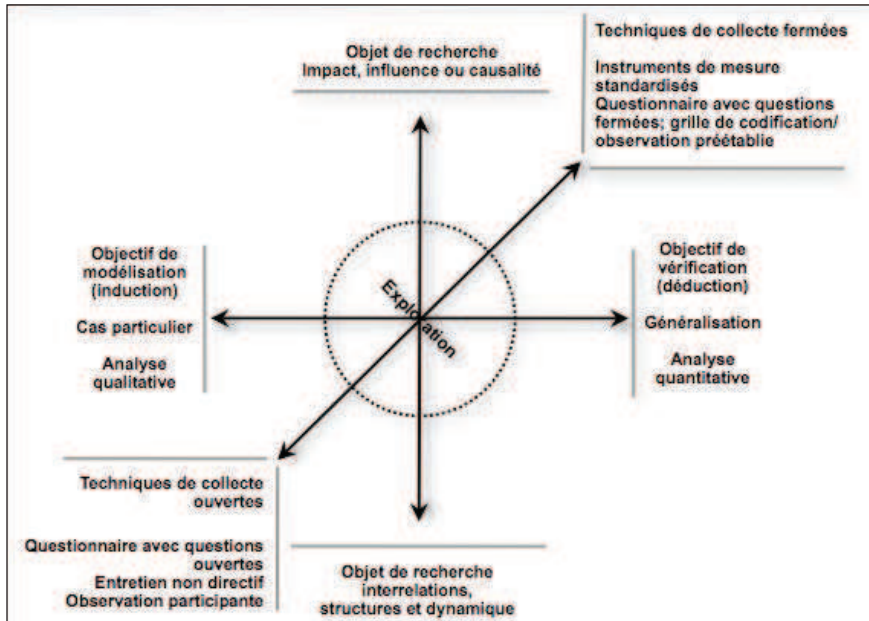 Objet de recherche
Impact, influence ou causalité
Techniques de collecte fermées
Instruments de mesure
standardisés
Questionnaire avec questions
fermées; grille de codification/
observation préétablie
Objectif de
modélisation
(induction)
Cas particulier
Analyse
qualitative
Exploration
Objectif de
vérification
(déduction)
Généralisation
Analyse
quantitative
Techniques de collecte
ouvertes
Questionnaire avec questions
ouvertes
Entretien non directif
Observation participante
Objet de recherche
interrelations,
structures et dynamique